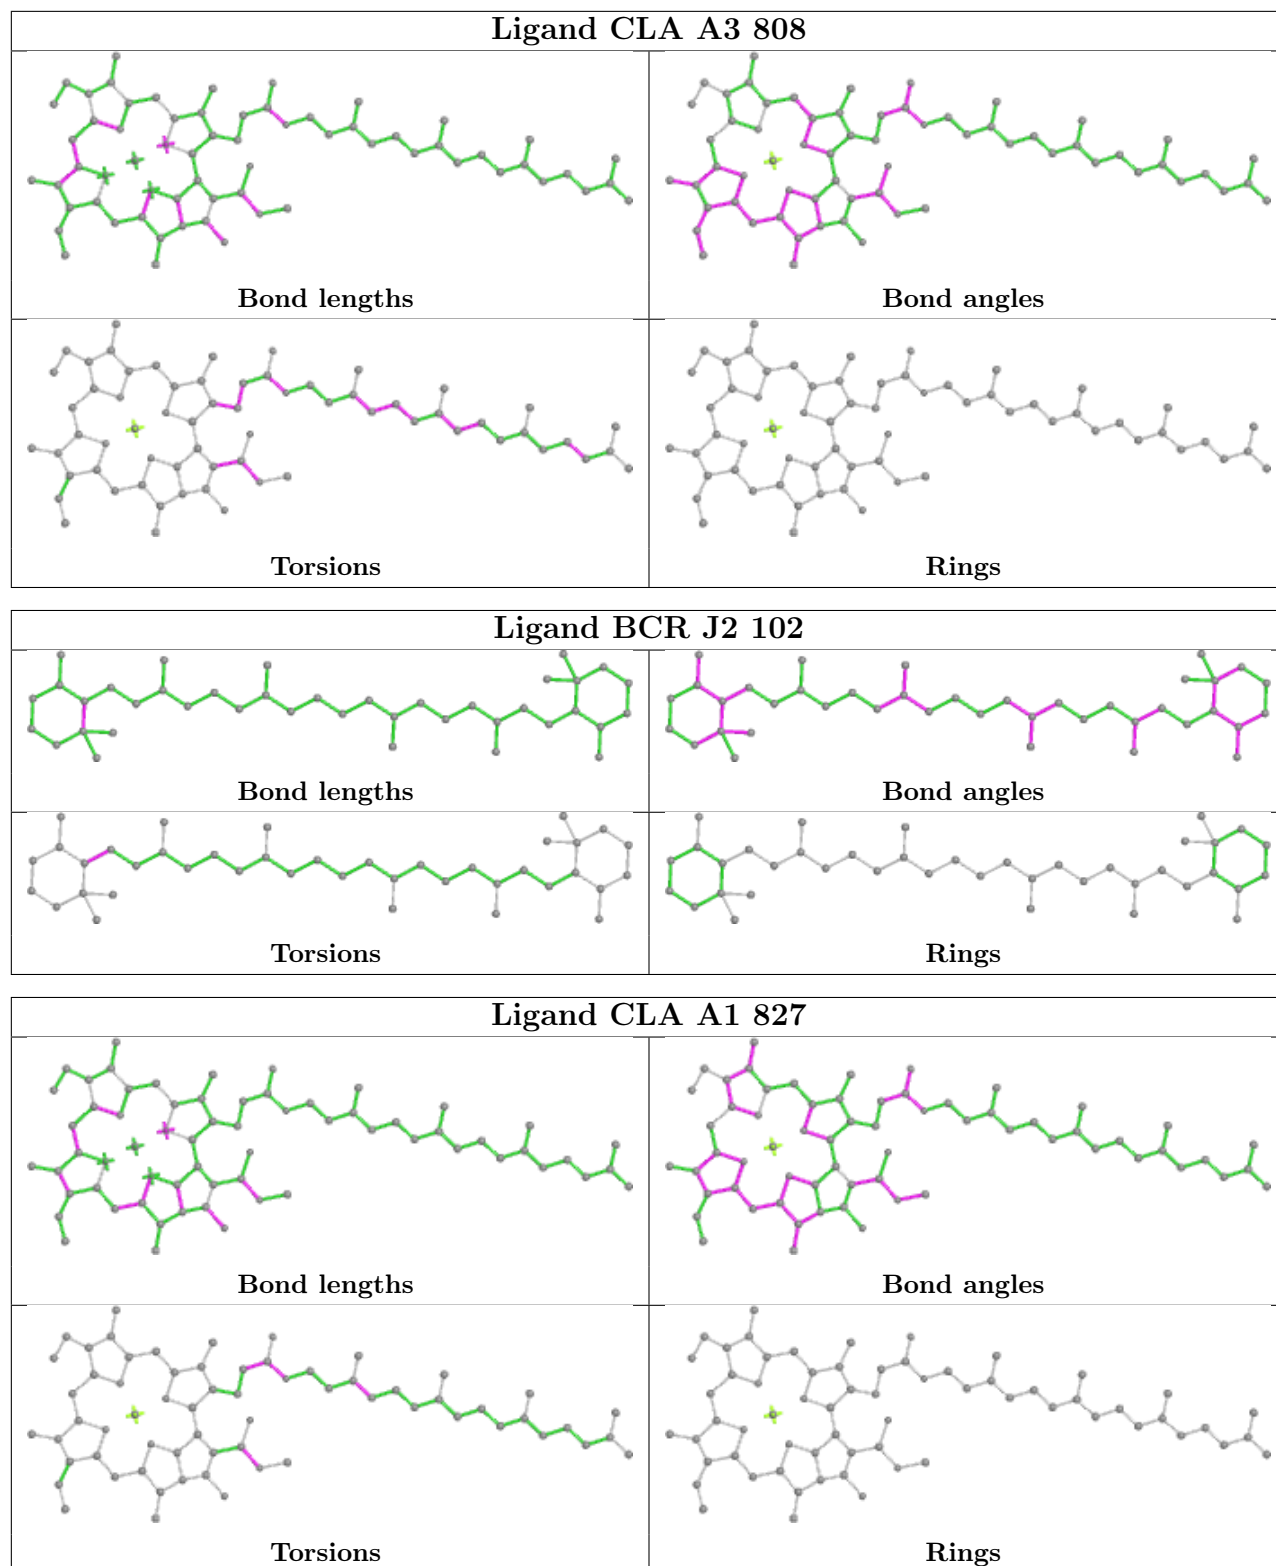 Ligand CLA A3 808
Bond lengths
Bond angles
Torsions
Rings
Ligand BCR J2 102
Bond lengths
Bond angles
Torsions
Rings
Ligand CLA A1 827
Bond lengths
Bond angles
Torsions
Rings